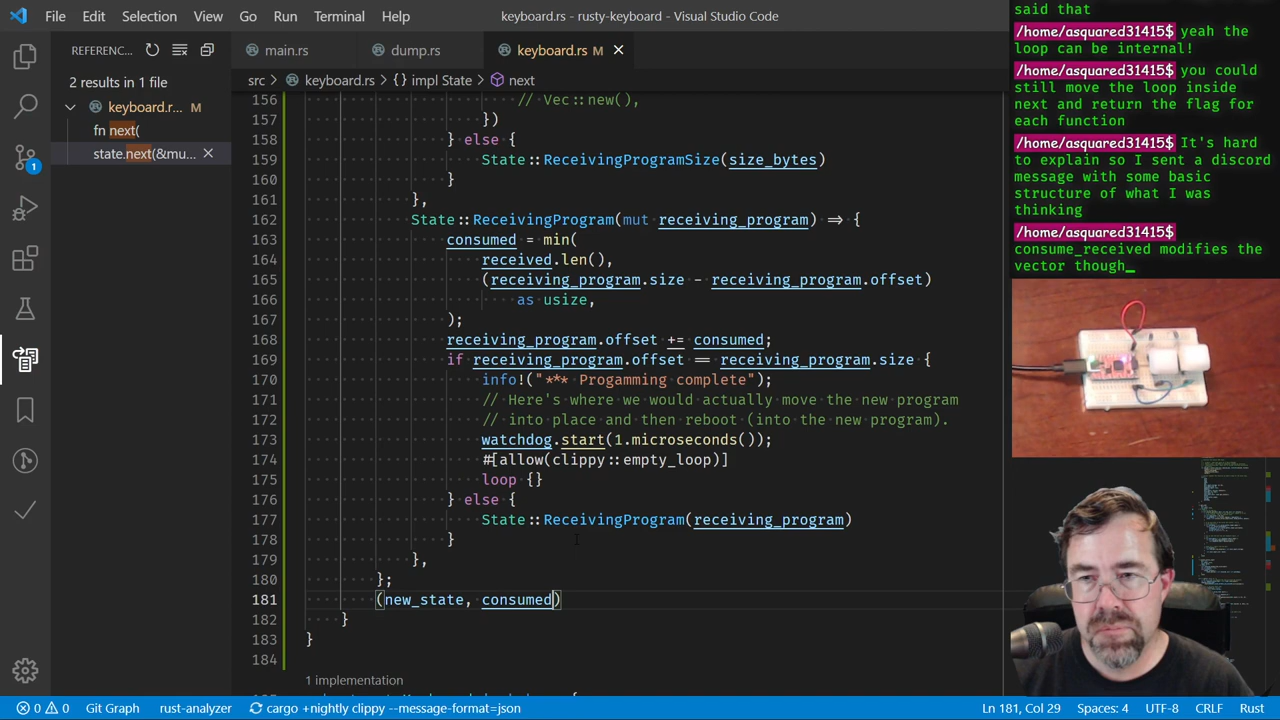 File Edit Selection View Go Run Terminal Help
keyboard.rs - rusty-keyboard - Visual Studio Code
REFERENC...
2 results in 1 file
keyboard.r... M
fn next(
state.next(&mu...
main.rs dump.rs keyboard.rs M
src > keyboard.rs > {} impl State > next
156 // Vec::new(),
157 })
158 } else {
159 State::ReceivingProgramSize(size_bytes)
160 }
161 },
162 State::ReceivingProgram(mut receiving_program) => {
163 consumed = min(
164 received.len(),
165 (receiving_program.size - receiving_program.offset)
166 as usize,
167 );
168 receiving_program.offset += consumed;
169 if receiving_program.offset == receiving_program.size {
170 info!("*** Progamming complete");
171 // Here's where we would actually move the new program
172 // into place and then reboot (into the new program).
173 watchdog.start(1.microseconds());
174 #[allow(clippy::empty_loop)]
175 loop {}
176 } else {
177 State::ReceivingProgram(receiving_program)
178 }
179 },
180 };
181 (new_state, consumed)
182 }
183 }
184
1 implementation
1
Git Graph rust-analyzer cargo +nightly clippy --message-format=json
0 0
Ln 181, Col 29 Spaces: 4 UTF-8 CRLF Rust
said that
/home/asquared31415$ yeah the
loop can be internal!
/home/asquared31415$ you could
still move the loop inside
next and return the flag for
each function
/home/asquared31415$ It's hard
to explain so I sent a discord
message with some basic
structure of what I was
thinking
/home/asquared31415$
consume_received modifies the
vector though_